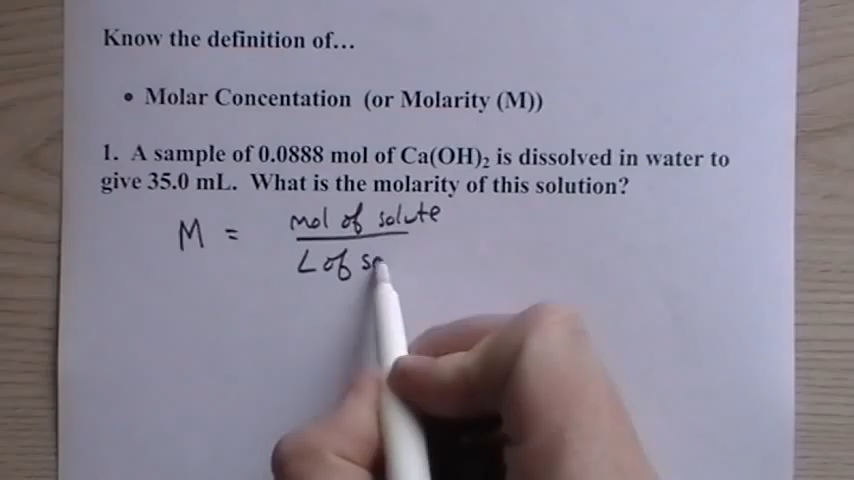 Know the definition of…
• Molar Concentation (or Molarity (M))
1. A sample of 0.0888 mol of Ca(OH)₂ is dissolved in water to
give 35.0 mL. What is the molarity of this solution?
M = mol of solute
L of so